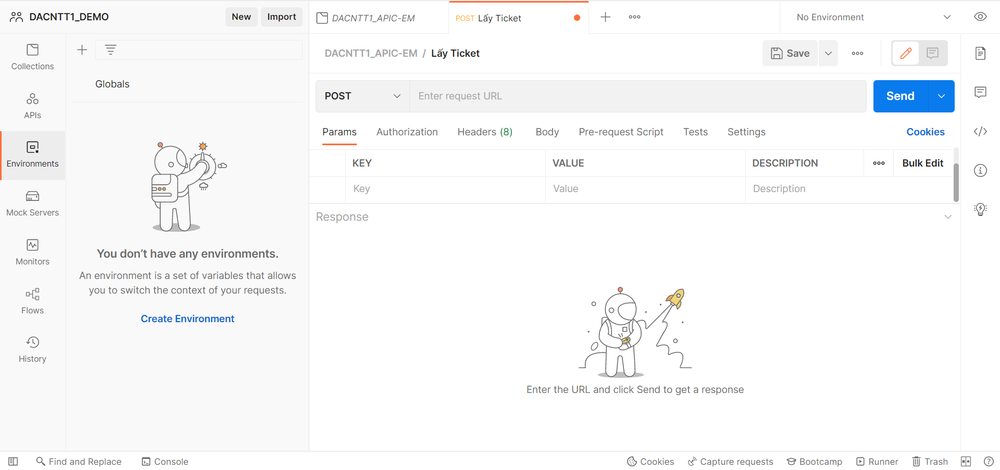 DACNTT1_DEMO
New
Import
DACNTT1_APIC-EM
POST Lấy Ticket
No Environment
Collections
APIs
Environments
Mock Servers
Monitors
Flows
History
Globals
You don’t have any environments.
An environment is a set of variables that allows
you to switch the context of your requests.
Create Environment
DACNTT1_APIC-EM / Lấy Ticket
Save
POST
Enter request URL
Send
Params
Authorization
Headers (8)
Body
Pre-request Script
Tests
Settings
Cookies
KEY
VALUE
DESCRIPTION
Bulk Edit
Key
Value
Description
Response
Enter the URL and click Send to get a response
Find and Replace
Console
Cookies
Capture requests
Bootcamp
Runner
Trash